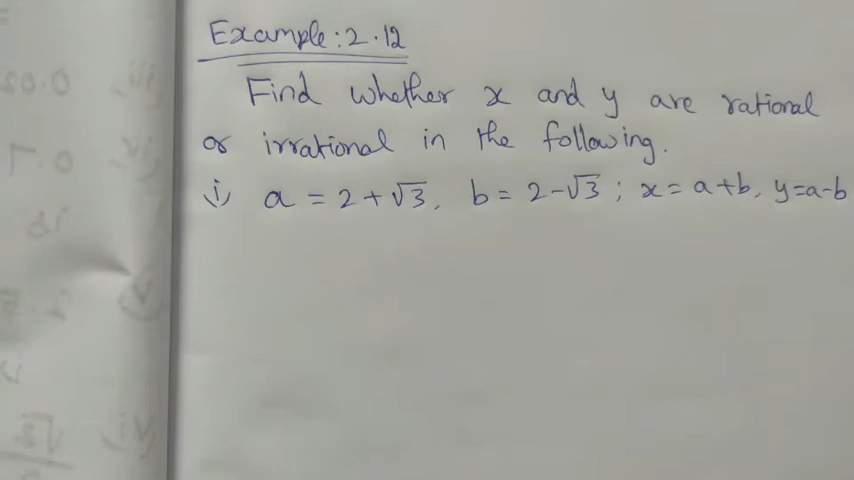 Example: 2.12
Find whether x and y are rational
or irrational in the following.
i) a = 2 + √3, b = 2 - √3 ; x = a + b, y = a - b